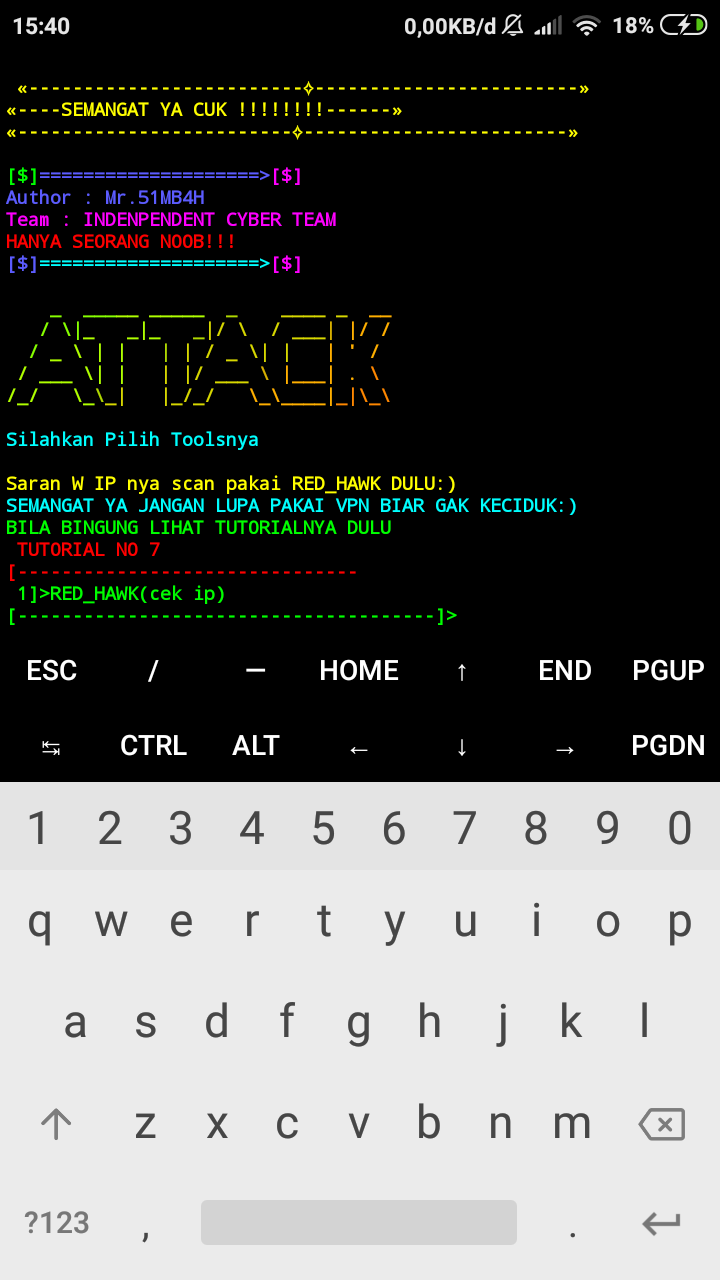 15:40 0,00KB/d 18%
«-------------------------✧------------------------»
«----SEMANGAT YA CUK !!!!!!!!------»
«-------------------------✧------------------------»
[$]====================>[$]
Author : Mr.51MB4H
Team : INDENPENDENT CYBER TEAM
HANYA SEORANG NOOB!!!
[$]====================>[$]
ATTACK
Silahkan Pilih Toolsnya
Saran W IP nya scan pakai RED_HAWK DULU:)
SEMANGAT YA JANGAN LUPA PAKAI VPN BIAR GAK KECIDUK:)
BILA BINGUNG LIHAT TUTORIALNYA DULU
TUTORIAL NO 7
[-------------------------------
1]>RED_HAWK(cek ip)
[--------------------------------------]>
ESC / — HOME ↑ END PGUP
↹ CTRL ALT ← ↓ → PGDN
1 2 3 4 5 6 7 8 9 0
q w e r t y u i o p
a s d f g h j k l
z x c v b n m
?123 , .